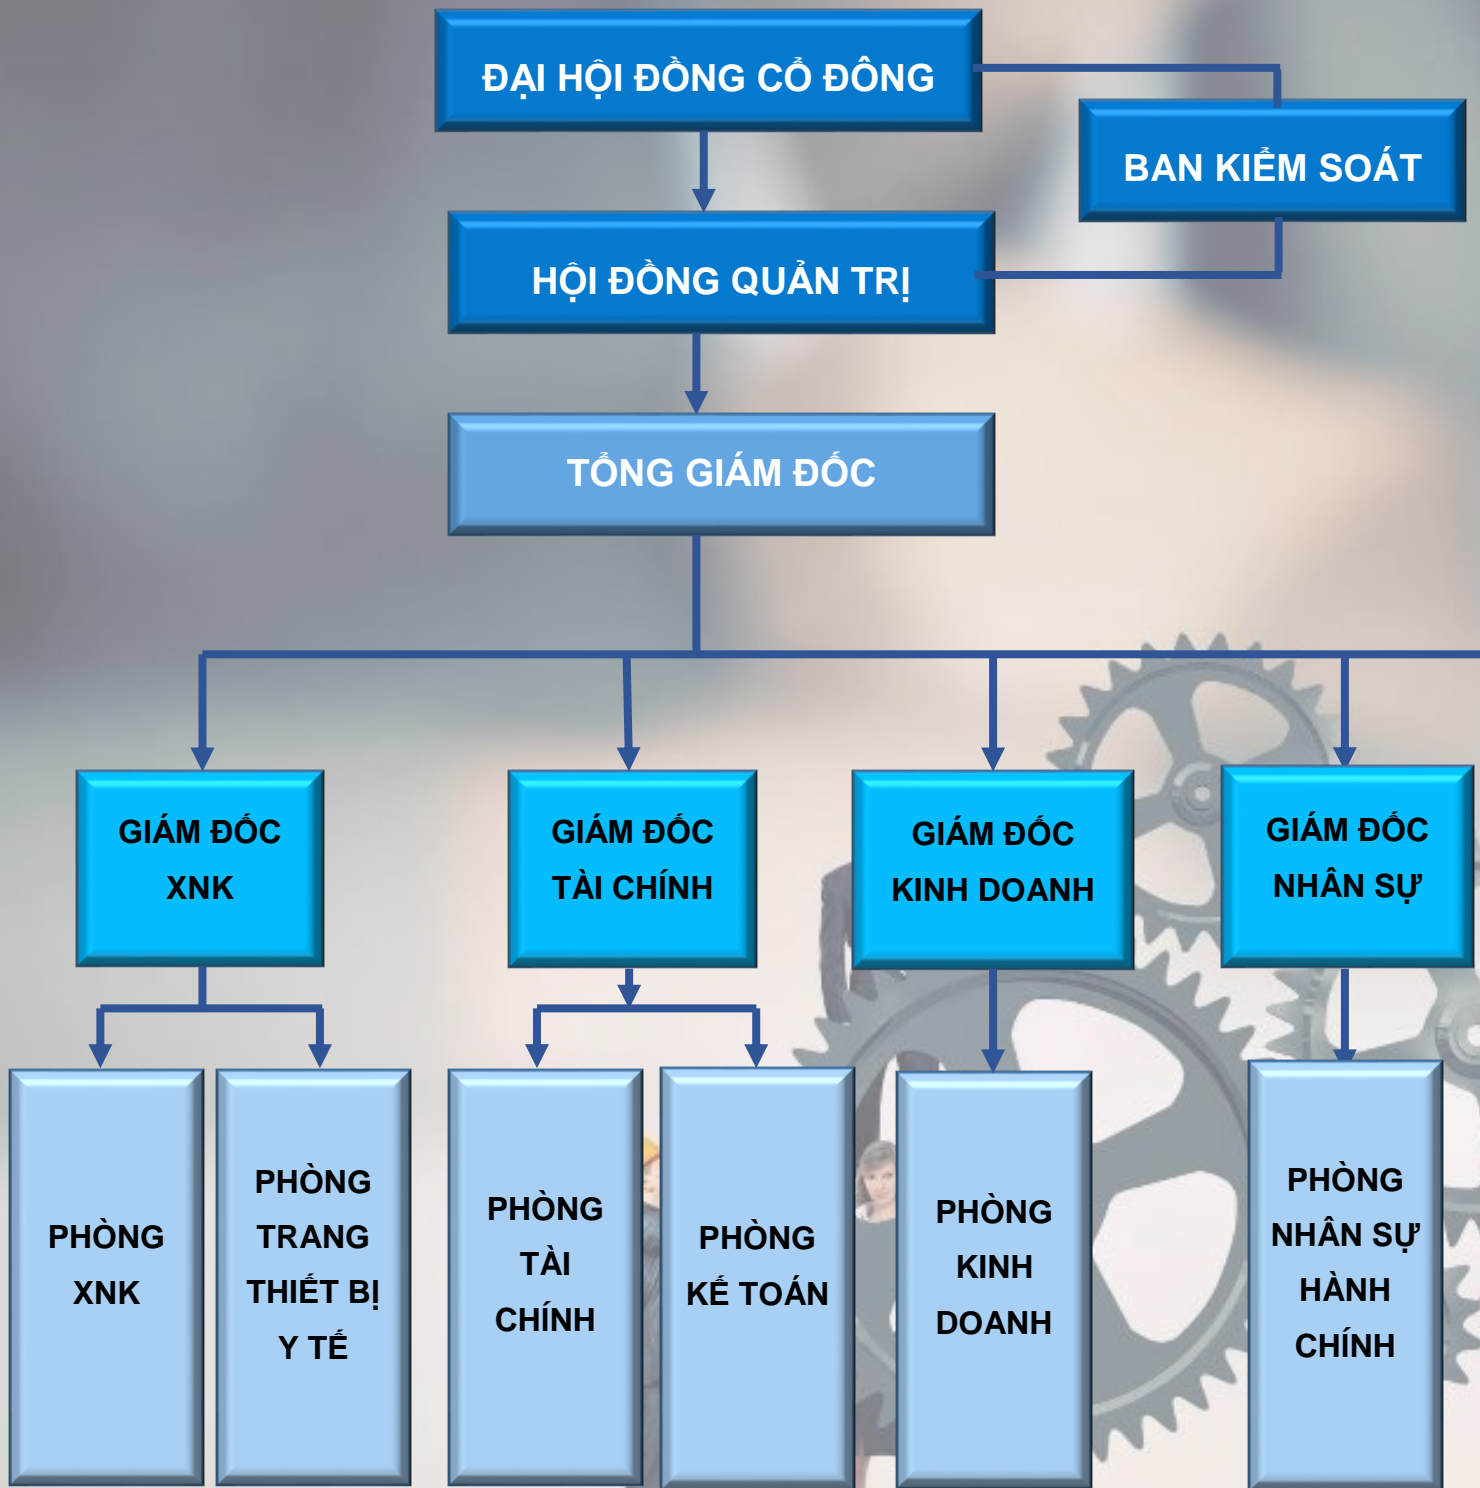 ĐẠI HỘI ĐỒNG CỔ ĐÔNG
BAN KIỂM SOÁT
HỘI ĐỒNG QUẢN TRỊ
TỔNG GIÁM ĐỐC
GIÁM ĐỐC
XNK
GIÁM ĐỐC
TÀI CHÍNH
GIÁM ĐỐC
KINH DOANH
GIÁM ĐỐC
NHÂN SỰ
PHÒNG
XNK
PHÒNG
TRANG
THIẾT BỊ
Y TẾ
PHÒNG
TÀI
CHÍNH
PHÒNG
KẾ TOÁN
PHÒNG
KINH
DOANH
PHÒNG
NHÂN SỰ
HÀNH
CHÍNH